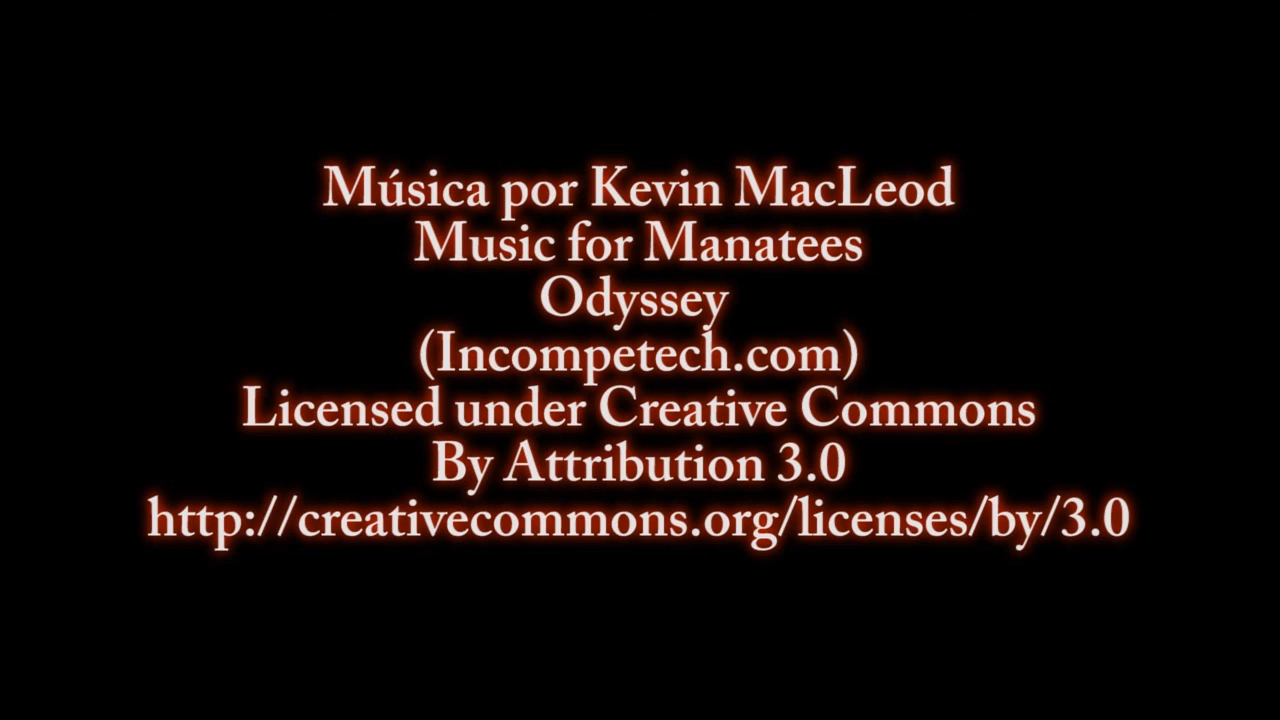 Música por Kevin MacLeod
Music for Manatees
Odyssey
(Incompetech.com)
Licensed under Creative Commons
By Attribution 3.0
http://creativecommons.org/licenses/by/3.0